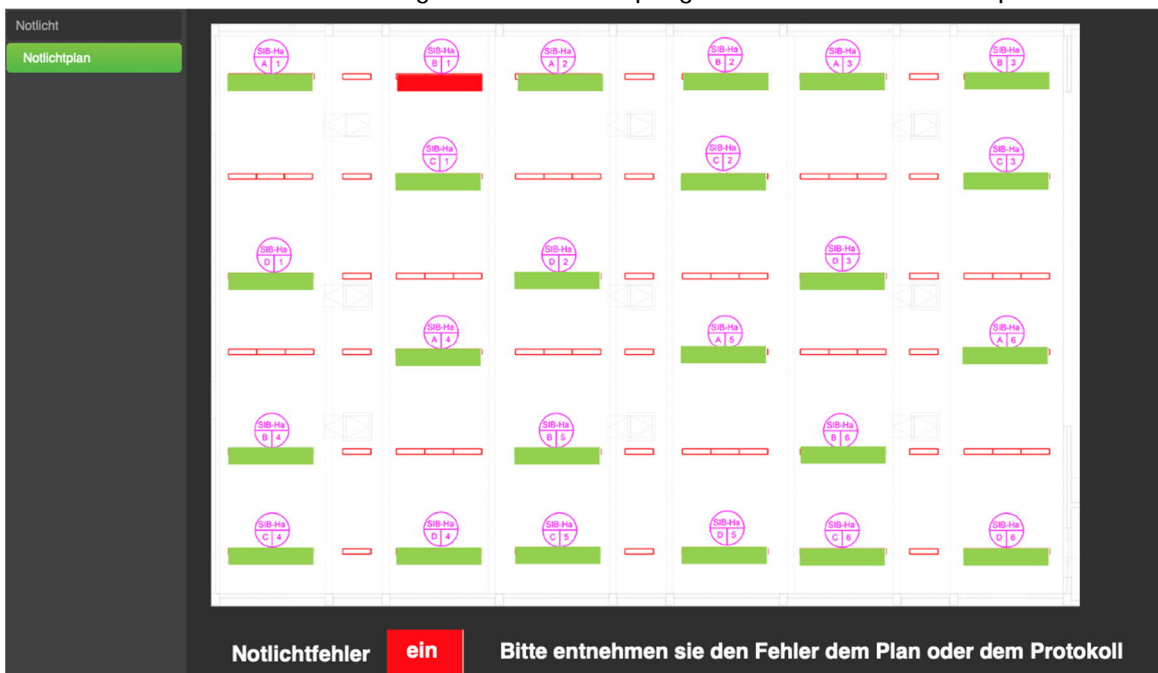 Notlicht
Notlichtplan
SIB-Ha
A 1
SIB-Ha
B 1
SIB-Ha
A 2
SIB-Ha
B 2
SIB-Ha
A 3
SIB-Ha
B 3
SIB-Ha
C 1
SIB-Ha
C 2
SIB-Ha
C 3
SIB-Ha
D 1
SIB-Ha
D 2
SIB-Ha
D 3
SIB-Ha
A 4
SIB-Ha
A 5
SIB-Ha
A 6
SIB-Ha
B 4
SIB-Ha
B 5
SIB-Ha
B 6
SIB-Ha
C 4
SIB-Ha
D 4
SIB-Ha
C 5
SIB-Ha
D 5
SIB-Ha
C 6
SIB-Ha
D 6
Notlichtfehler ein Bitte entnehmen sie den Fehler dem Plan oder dem Protokoll